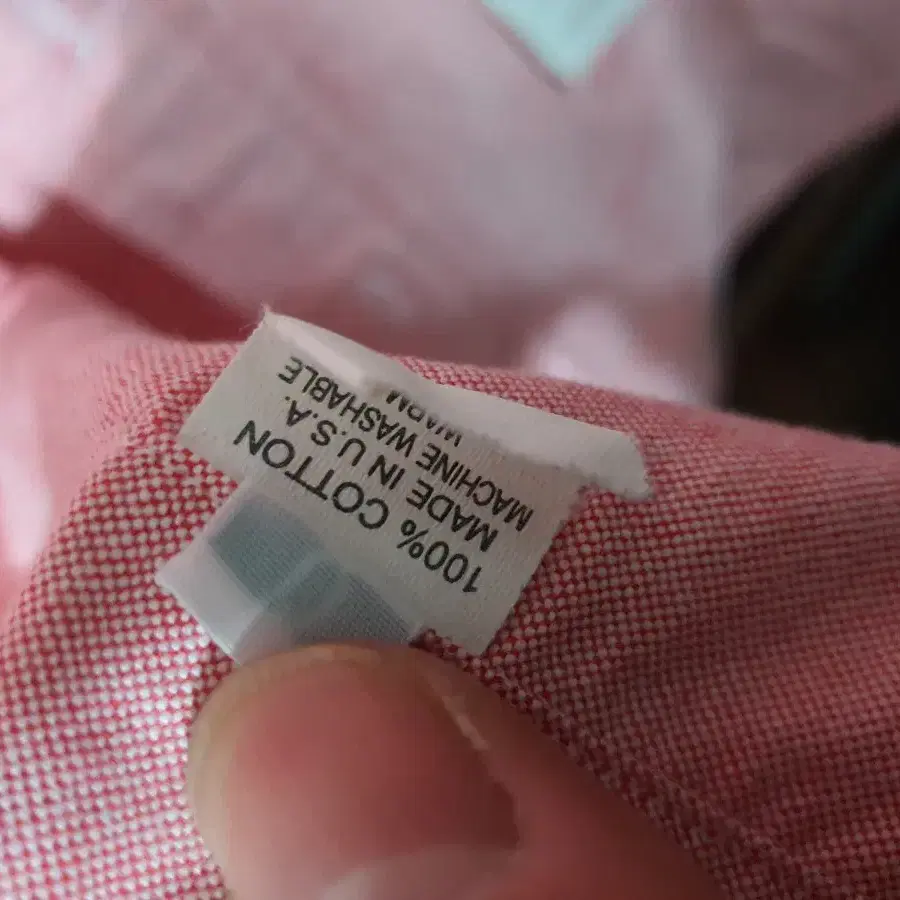 100% COTTON
MADE IN U.S.A.
MACHINE WASHABLE
WARM